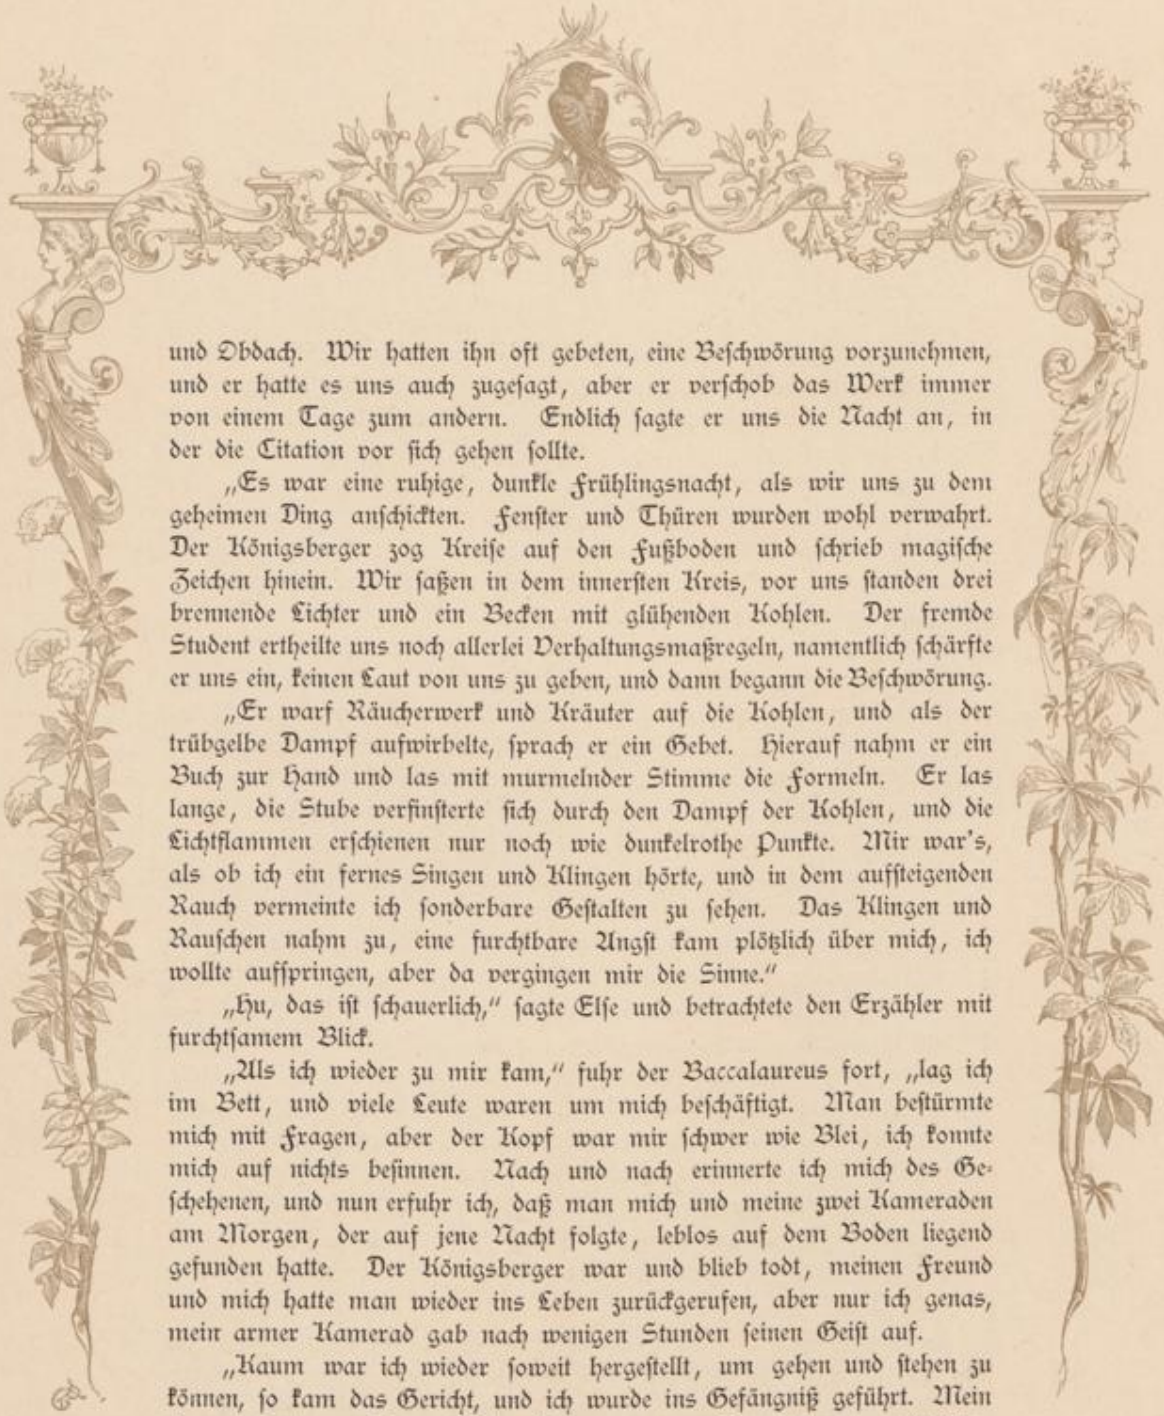 und Obdach. Wir hatten ihn oft gebeten, eine Beschwörung vorzunehmen,
und er hatte es uns auch zugesagt, aber er verschob das Werk immer
von einem Tage zum andern. Endlich sagte er uns die Nacht an, in
der die Citation vor sich gehen sollte.
„Es war eine ruhige, dunkle Frühlingsnacht, als wir uns zu dem
geheimen Ding anschickten. Fenster und Thüren wurden wohl verwahrt.
Der Königsberger zog Kreise auf den Fußboden und schrieb magische
Zeichen hinein. Wir saßen in dem innersten Kreis, vor uns standen drei
brennende Lichter und ein Becken mit glühenden Kohlen. Der fremde
Student ertheilte uns noch allerlei Verhaltungsmaßregeln, namentlich schärfte
er uns ein, keinen Laut von uns zu geben, und dann begann die Beschwörung.
„Er warf Räucherwerk und Kräuter auf die Kohlen, und als der
trübgelbe Dampf aufwirbelte, sprach er ein Gebet. Hierauf nahm er ein
Buch zur Hand und las mit murmelnder Stimme die Formeln. Er las
lange, die Stube verfinsterte sich durch den Dampf der Kohlen, und die
Lichtflammen erschienen nur noch wie dunkelrothe Punkte. Mir war's,
als ob ich ein fernes Singen und Klingen hörte, und in dem aufsteigenden
Rauch vermeinte ich sonderbare Gestalten zu sehen. Das Klingen und
Rauschen nahm zu, eine furchtbare Angst kam plötzlich über mich, ich
wollte aufspringen, aber da vergingen mir die Sinne.“
„Hu, das ist schauerlich,“ sagte Else und betrachtete den Erzähler mit
furchtsamem Blick.
„Als ich wieder zu mir kam,“ fuhr der Baccalaureus fort, „lag ich
im Bett, und viele Leute waren um mich beschäftigt. Man bestürmte
mich mit Fragen, aber der Kopf war mir schwer wie Blei, ich konnte
mich auf nichts besinnen. Nach und nach erinnerte ich mich des Ge-
schehenen, und nun erfuhr ich, daß man mich und meine zwei Kameraden
am Morgen, der auf jene Nacht folgte, leblos auf dem Boden liegend
gefunden hatte. Der Königsberger war und blieb todt, meinen Freund
und mich hatte man wieder ins Leben zurückgerufen, aber nur ich genas,
mein armer Kamerad gab nach wenigen Stunden seinen Geist auf.
„Kaum war ich wieder soweit hergestellt, um gehen und stehen zu
können, so kam das Gericht, und ich wurde ins Gefängniß geführt. Mein